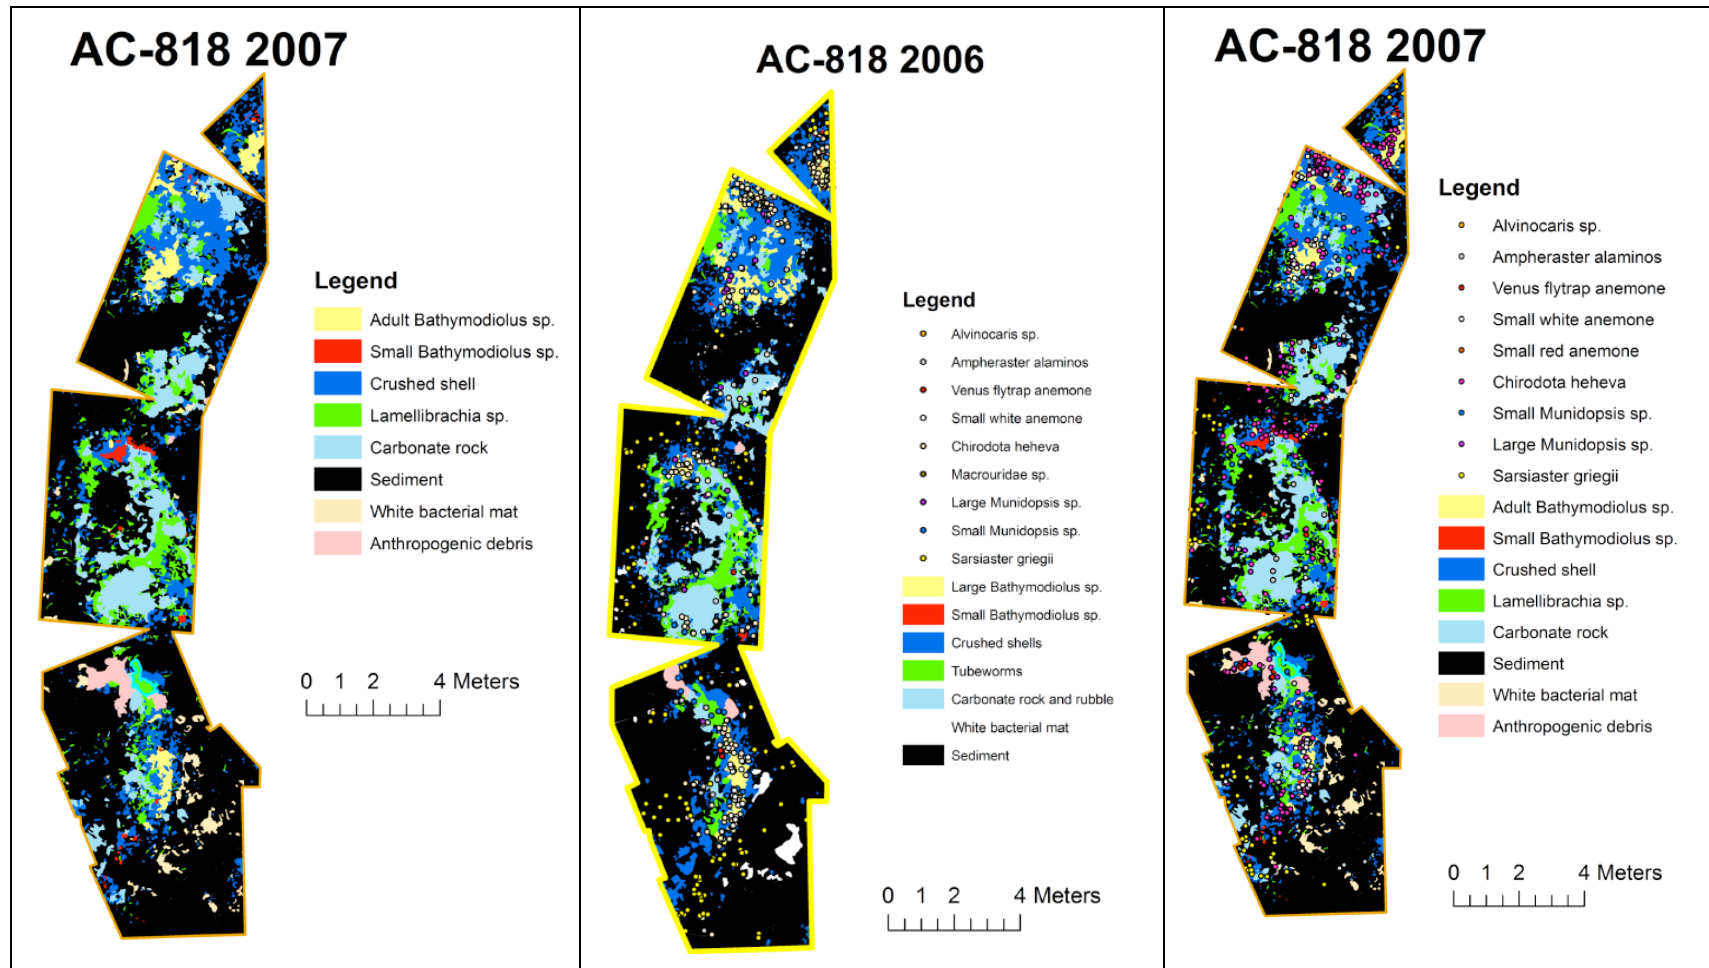 AC-818 2007
Legend
Adult Bathymodiolus sp.
Small Bathymodiolus sp.
Crushed shell
Lamellibrachia sp.
Carbonate rock
Sediment
White bacterial mat
Anthropogenic debris
0 1 2 4 Meters
AC-818 2006
Legend
Alvinocaris sp.
Ampheraster alaminos
Venus flytrap anemone
Small white anemone
Chirodota heheva
Macrouridae sp.
Large Munidopsis sp.
Small Munidopsis sp.
Sarsiaster griegii
Large Bathymodiolus sp.
Small Bathymodiolus sp.
Crushed shells
Tubeworms
Carbonate rock and rubble
White bacterial mat
Sediment
0 1 2 4 Meters
AC-818 2007
Legend
Alvinocaris sp.
Ampheraster alaminos
Venus flytrap anemone
Small white anemone
Small red anemone
Chirodota heheva
Small Munidopsis sp.
Large Munidopsis sp.
Sarsiaster griegii
Adult Bathymodiolus sp.
Small Bathymodiolus sp.
Crushed shell
Lamellibrachia sp.
Carbonate rock
Sediment
White bacterial mat
Anthropogenic debris
0 1 2 4 Meters